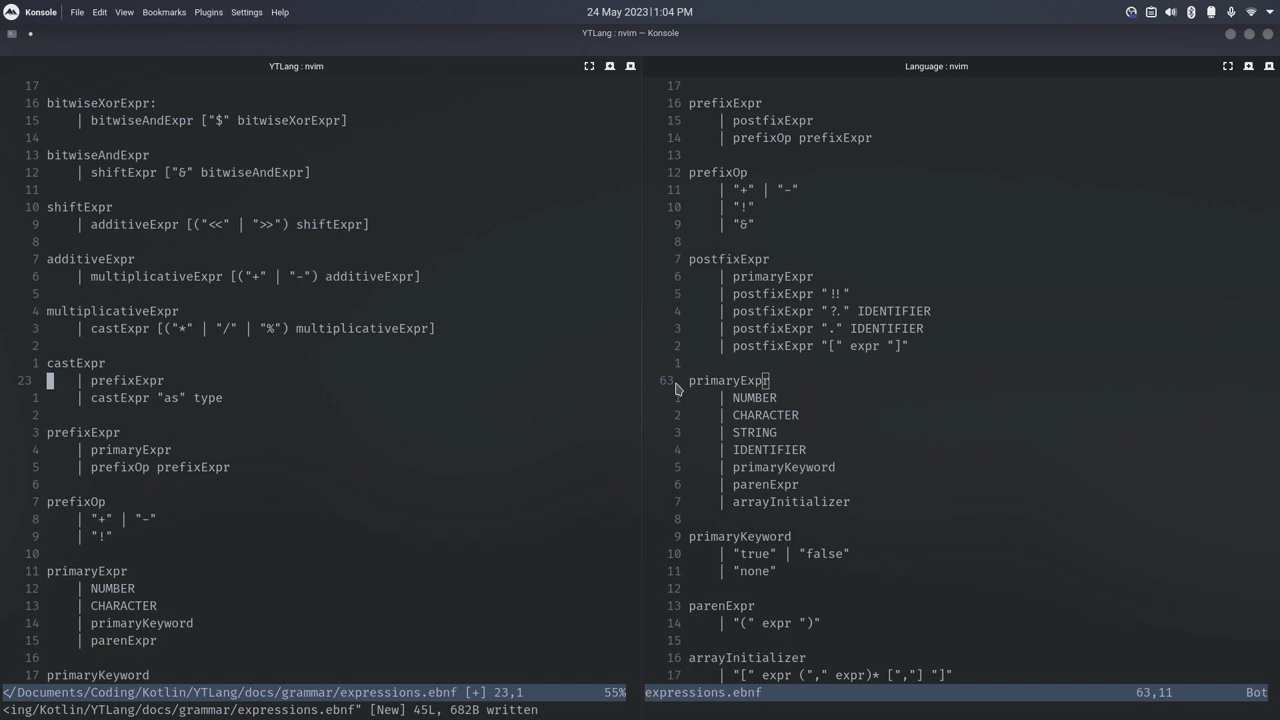 Konsole File Edit View Bookmarks Plugins Settings Help 24 May 2023|1:04 PM
YTLang : nvim — Konsole
YTLang : nvim
17
16 bitwiseXorExpr:
15 | bitwiseAndExpr ["$" bitwiseXorExpr]
14
13 bitwiseAndExpr
12 | shiftExpr ["&" bitwiseAndExpr]
11
10 shiftExpr
9 | additiveExpr [("<<" | ">>") shiftExpr]
8
7 additiveExpr
6 | multiplicativeExpr [("+" | "-") additiveExpr]
5
4 multiplicativeExpr
3 | castExpr [("*" | "/" | "%") multiplicativeExpr]
2
1 castExpr
23 | prefixExpr
1 | castExpr "as" type
2
3 prefixExpr
4 | primaryExpr
5 | prefixOp prefixExpr
6
7 prefixOp
8 | "+" | "-"
9 | "!"
10
11 primaryExpr
12 | NUMBER
13 | CHARACTER
14 | primaryKeyword
15 | parenExpr
16
17 primaryKeyword
</Documents/Coding/Kotlin/YTLang/docs/grammar/expressions.ebnf [+] 23,1 55%
<ing/Kotlin/YTLang/docs/grammar/expressions.ebnf" [New] 45L, 682B written
Language : nvim
17
16 prefixExpr
15 | postfixExpr
14 | prefixOp prefixExpr
13
12 prefixOp
11 | "+" | "-"
10 | "!"
9 | "&"
8
7 postfixExpr
6 | primaryExpr
5 | postfixExpr "!!"
4 | postfixExpr "?." IDENTIFIER
3 | postfixExpr "." IDENTIFIER
2 | postfixExpr "[" expr "]"
1
63 primaryExpr
1 | NUMBER
2 | CHARACTER
3 | STRING
4 | IDENTIFIER
5 | primaryKeyword
6 | parenExpr
7 | arrayInitializer
8
9 primaryKeyword
10 | "true" | "false"
11 | "none"
12
13 parenExpr
14 | "(" expr ")"
15
16 arrayInitializer
17 | "[" expr ("," expr)* [","] "]"
expressions.ebnf 63,11 Bot